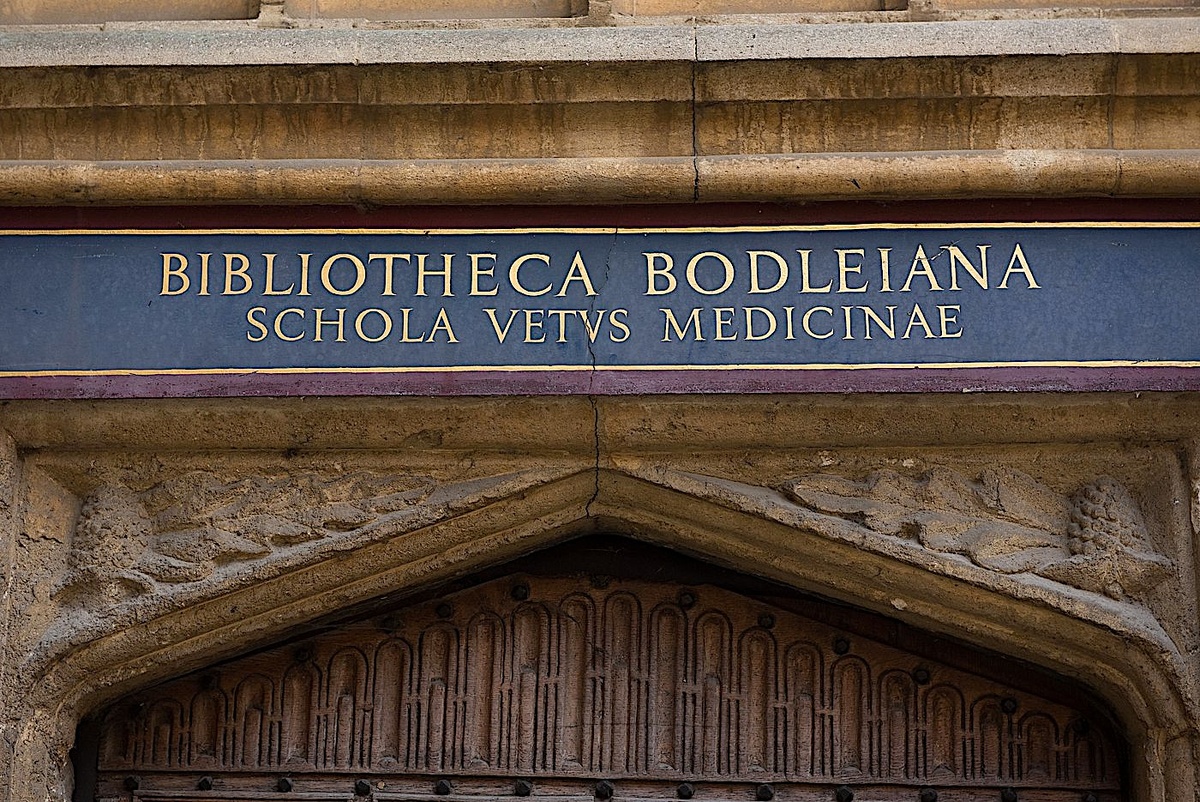 BIBLIOTHECA BODLEIANA
SCHOLA VETVS MEDICINAE